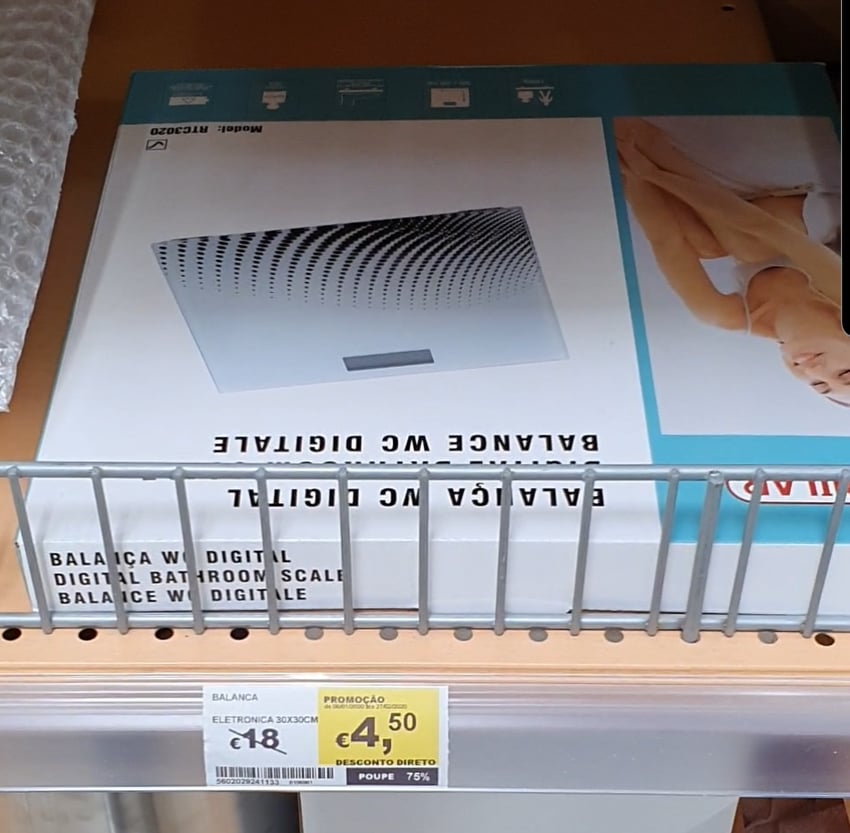 Model: RTC3020
BALANCE WC DIGITALE
BALANÇA WC DIGITAL
BALANÇA WC DIGITAL
DIGITAL BATHROOM SCALE
BALANCE WC DIGITALE
BALANCA
ELETRONICA 30X30CM
€18
5602029241133
PROMOÇÃO
€4,50
DESCONTO DIRETO
POUPE 75%